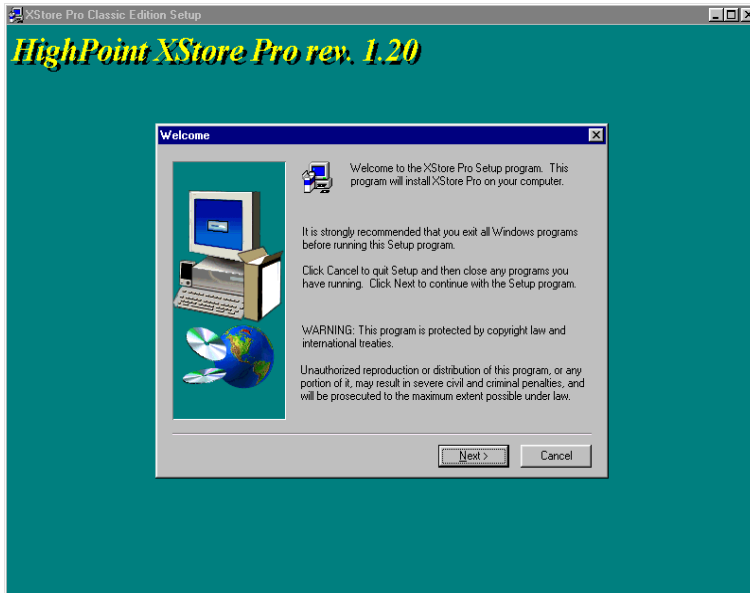 XStore Pro Classic Edition Setup
HighPoint XStore Pro rev. 1.20
Welcome
Welcome to the XStore Pro Setup program. This
program will install XStore Pro on your computer.
It is strongly recommended that you exit all Windows programs
before running this Setup program.
Click Cancel to quit Setup and then close any programs you
have running. Click Next to continue with the Setup program.
WARNING: This program is protected by copyright law and
international treaties.
Unauthorized reproduction or distribution of this program, or any
portion of it, may result in severe civil and criminal penalties, and
will be prosecuted to the maximum extent possible under law.
Next >
Cancel